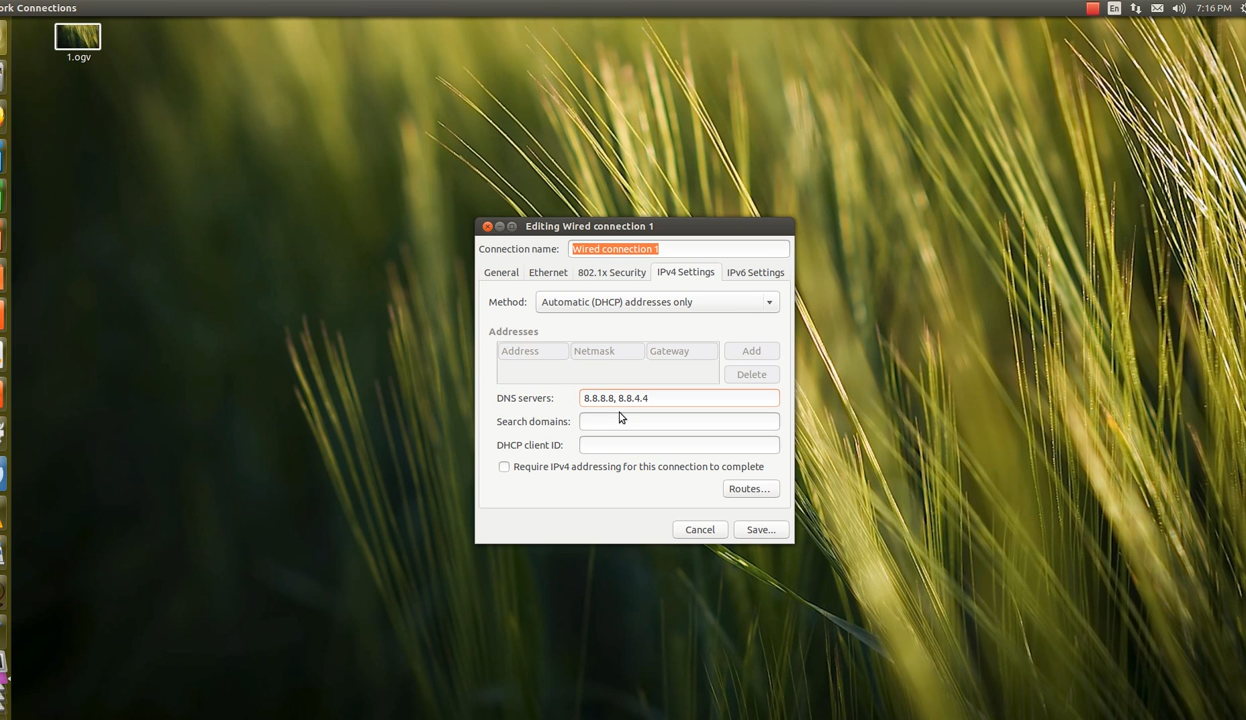 ork Connections
En
7:16 PM
1.ogv
Editing Wired connection 1
Connection name: Wired connection 1
General Ethernet 802.1x Security IPv4 Settings IPv6 Settings
Method: Automatic (DHCP) addresses only
Addresses
Address Netmask Gateway Add
Delete
DNS servers: 8.8.8.8, 8.8.4.4
Search domains:
DHCP client ID:
Require IPv4 addressing for this connection to complete
Routes...
Cancel Save...